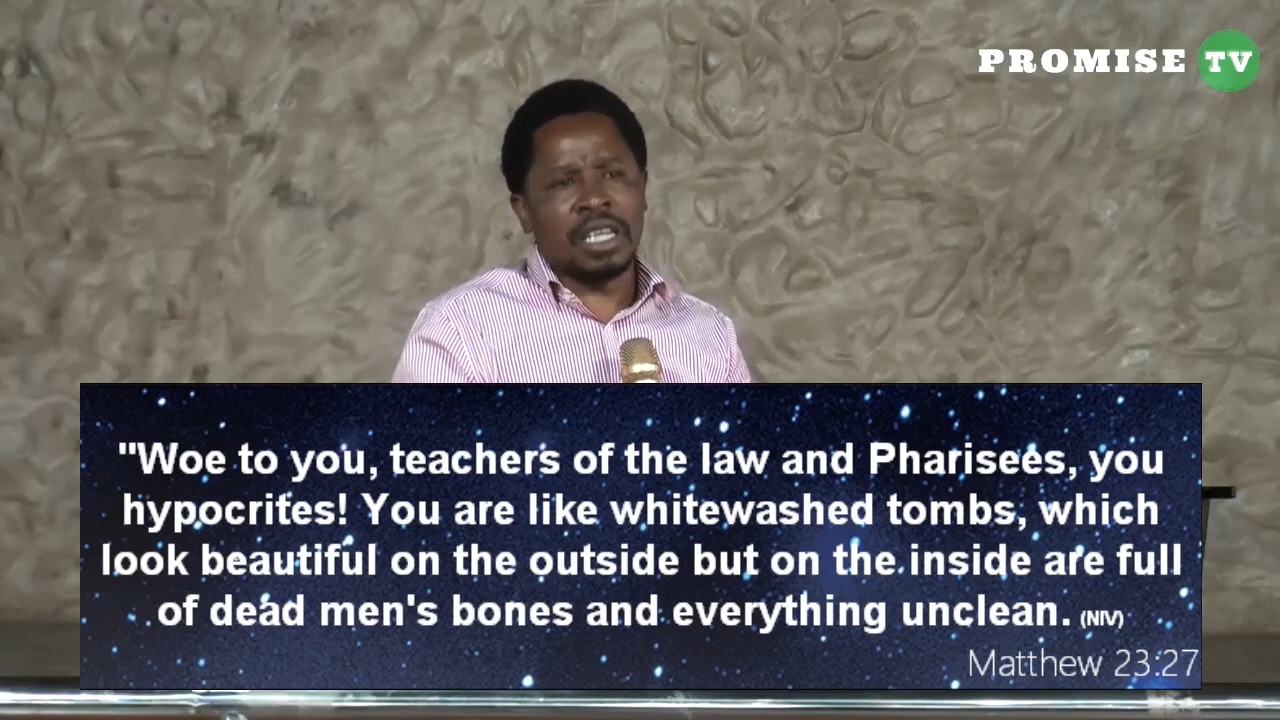 PROMISE TV
"Woe to you, teachers of the law and Pharisees, you
hypocrites! You are like whitewashed tombs, which
look beautiful on the outside but on the inside are full
of dead men's bones and everything unclean. (NIV)
Matthew 23:27